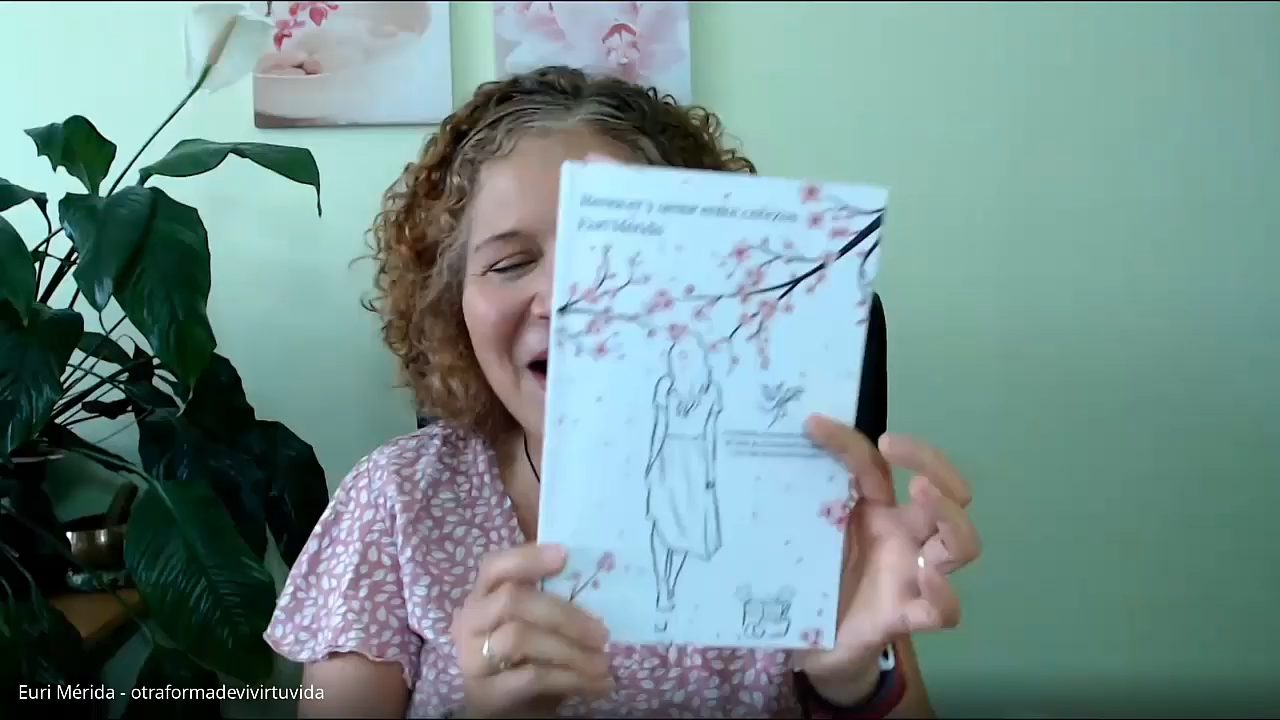 Renacer y amar entre cerezos
Euri Mérida
Euri Mérida - otraformadevivirtuvida